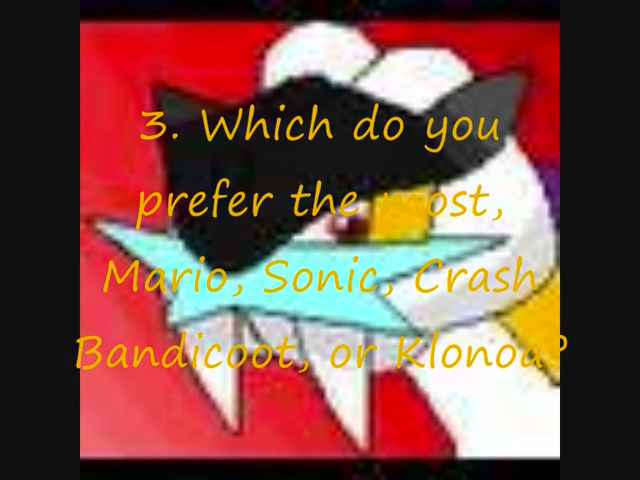 3. Which do you
prefer the most,
Mario, Sonic, Crash
Bandicoot, or Klonoa?